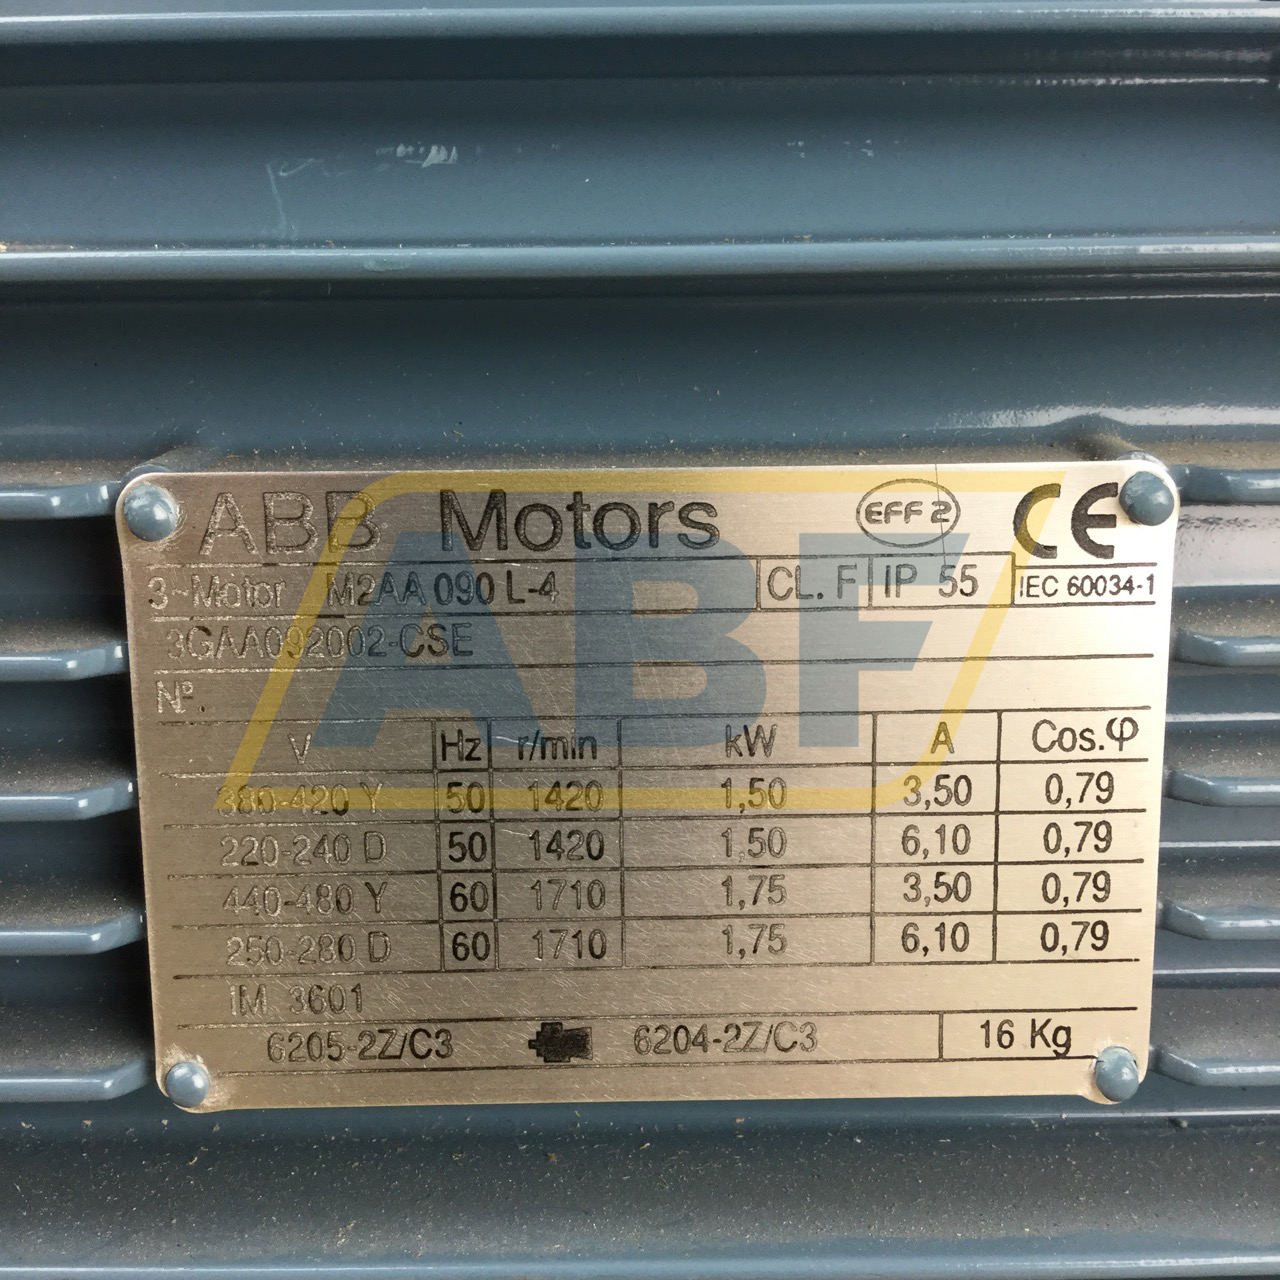 ABB Motors EFF 2 CE
3~Motor M2AA 090 L-4 CL. F IP 55 IEC 60034-1
3GAA092002-CSE
Nº.
V Hz r/min kW A Cos.φ
380-420 Y 50 1420 1,50 3,50 0,79
220-240 D 50 1420 1,50 6,10 0,79
440-480 Y 60 1710 1,75 3,50 0,79
250-280 D 60 1710 1,75 6,10 0,79
IM 3601
6205-2Z/C3 6204-2Z/C3 16 Kg
ABF